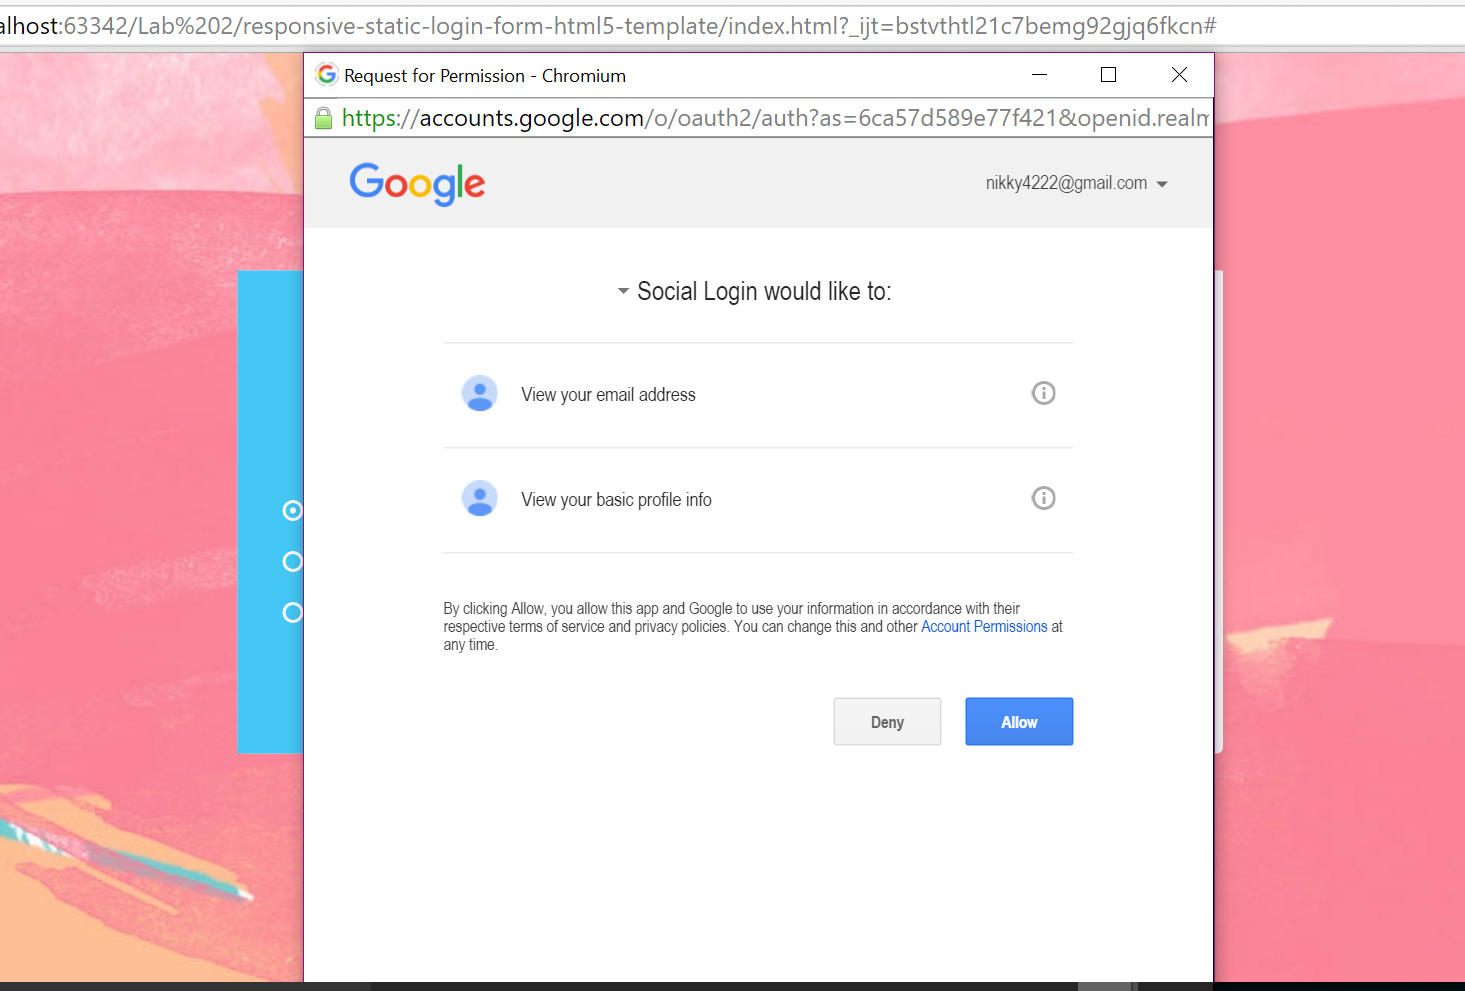 alhost:63342/Lab%202/responsive-static-login-form-html5-template/index.html?_ijt=bstvthtl21c7bemg92gjq6fkcn#
Request for Permission - Chromium
https://accounts.google.com/o/oauth2/auth?as=6ca57d589e77f421&openid.realm
Google
nikky4222@gmail.com
Social Login would like to:
View your email address
View your basic profile info
By clicking Allow, you allow this app and Google to use your information in accordance with their
respective terms of service and privacy policies. You can change this and other Account Permissions at
any time.
Deny
Allow